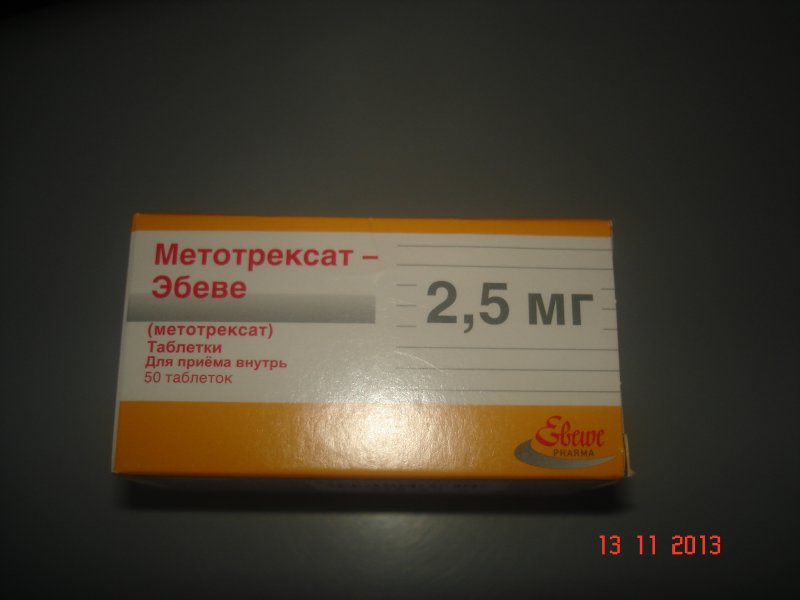 Метотрексат –
Эбеве
(метотрексат)
Таблетки
Для приёма внутрь
50 таблеток
2,5 мг
Ebewe
PHARMA
13 11 2013